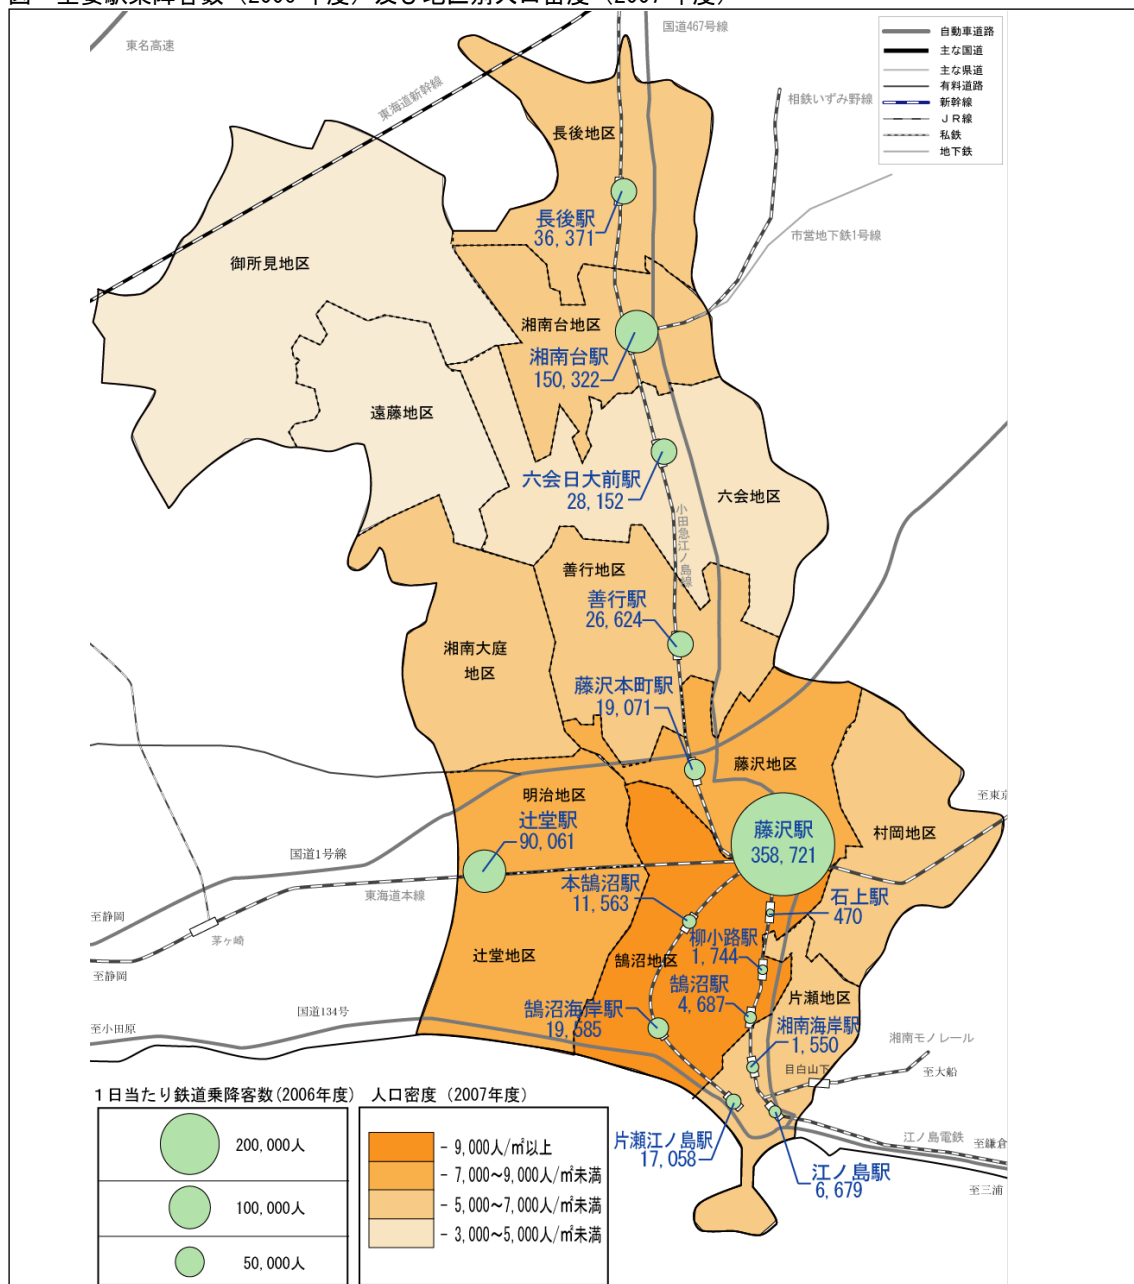 東名高速
国道467号線
自動車道路
主な国道
主な県道
有料道路
新幹線
ＪＲ線
私鉄
地下鉄
東海道新幹線
相鉄いずみ野線
長後地区
長後駅
36,371
市営地下鉄1号線
御所見地区
湘南台地区
湘南台駅
150,322
遠藤地区
六会日大前駅
28,152
六会地区
小田急江ノ島線
善行地区
善行駅
26,624
湘南大庭
地区
藤沢本町駅
19,071
藤沢地区
明治地区
辻堂駅
90,061
藤沢駅
358,721
至東京
村岡地区
国道1号線
東海道本線
本鵠沼駅
11,563
石上駅
470
至静岡
茅ヶ崎
至静岡
辻堂地区
鵠沼地区
柳小路駅
1,744
鵠沼駅
4,687
片瀬地区
国道134号
至小田原
鵠沼海岸駅
19,585
湘南海岸駅
1,550
湘南モノレール
目白山下
至大船
片瀬江ノ島駅
17,058
江ノ島駅
6,679
江ノ島電鉄
至鎌倉
至三浦
１日当たり鉄道乗降客数(2006年度)
200,000人
100,000人
50,000人
人口密度 (2007年度)
- 9,000人/㎡以上
- 7,000～9,000人/㎡未満
- 5,000～7,000人/㎡未満
- 3,000～5,000人/㎡未満